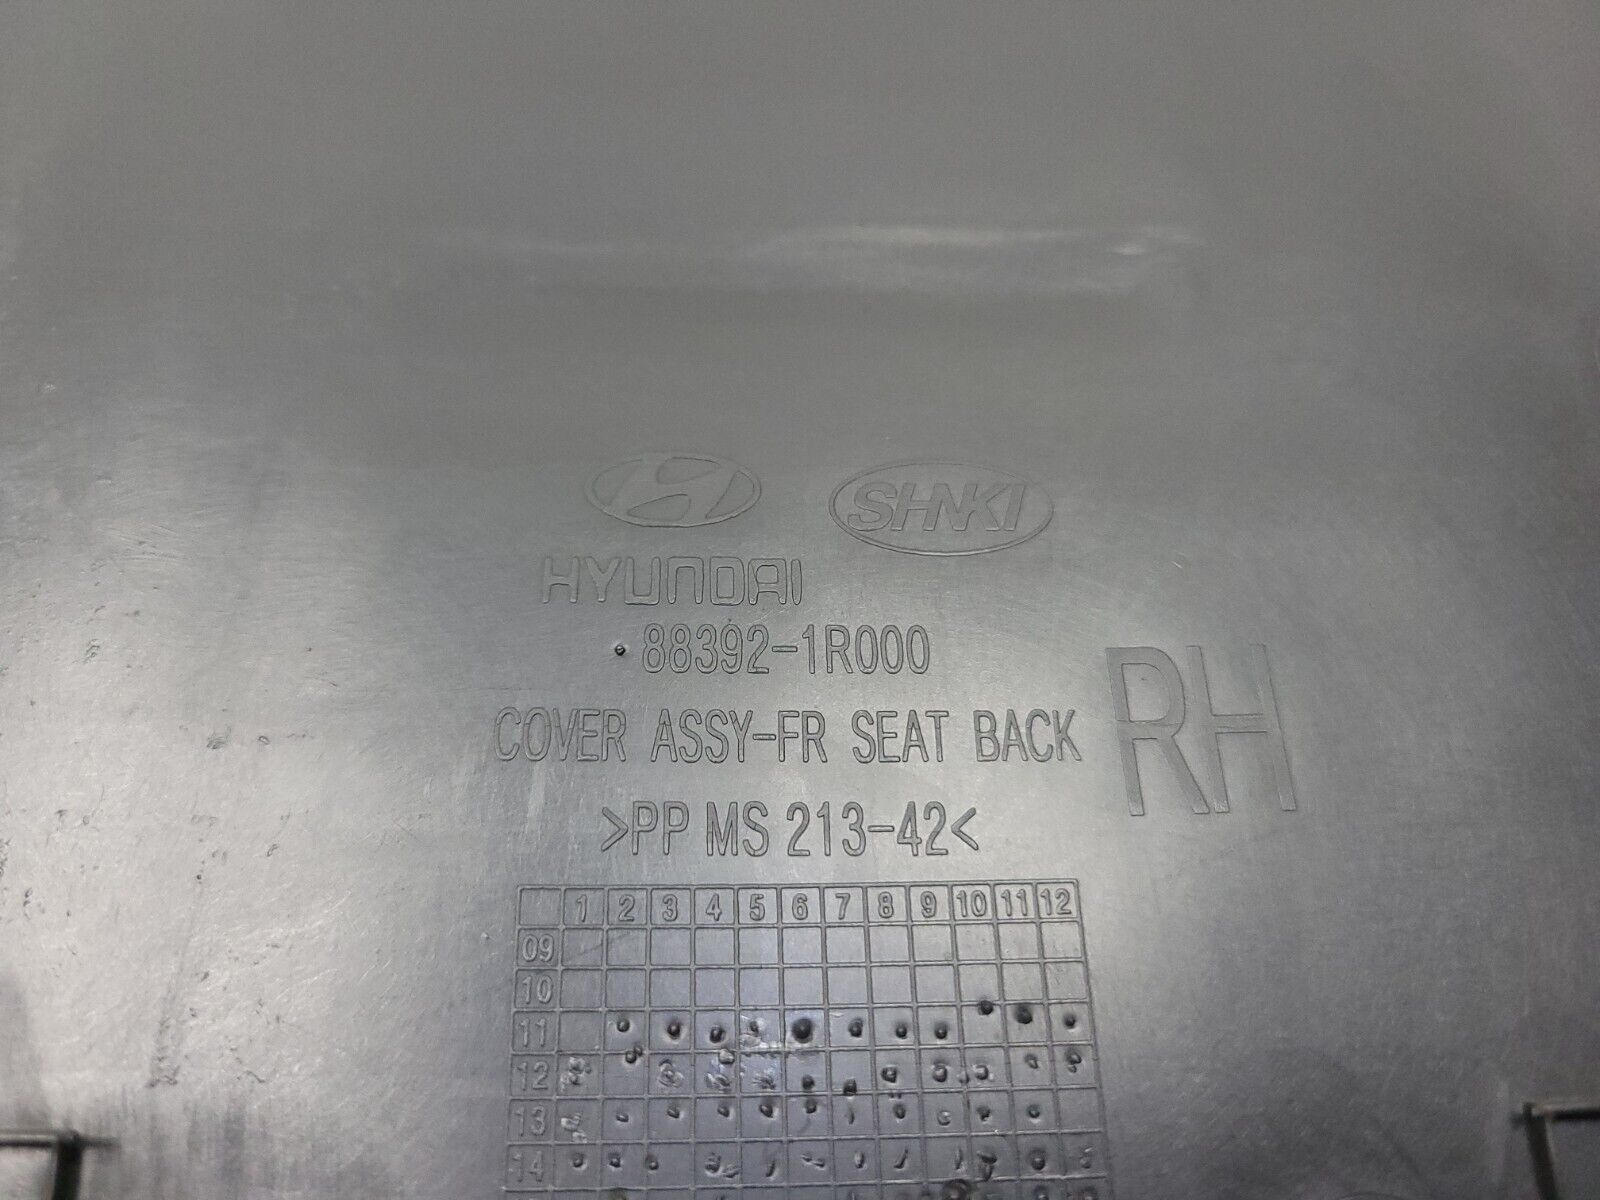 SHNKI
HYUNDAI
88392-1R000
COVER ASSY-FR SEAT BACK
RH
>PP MS 213-42<
1 2 3 4 5 6 7 8 9 10 11 12
09
10
11
12
13
14